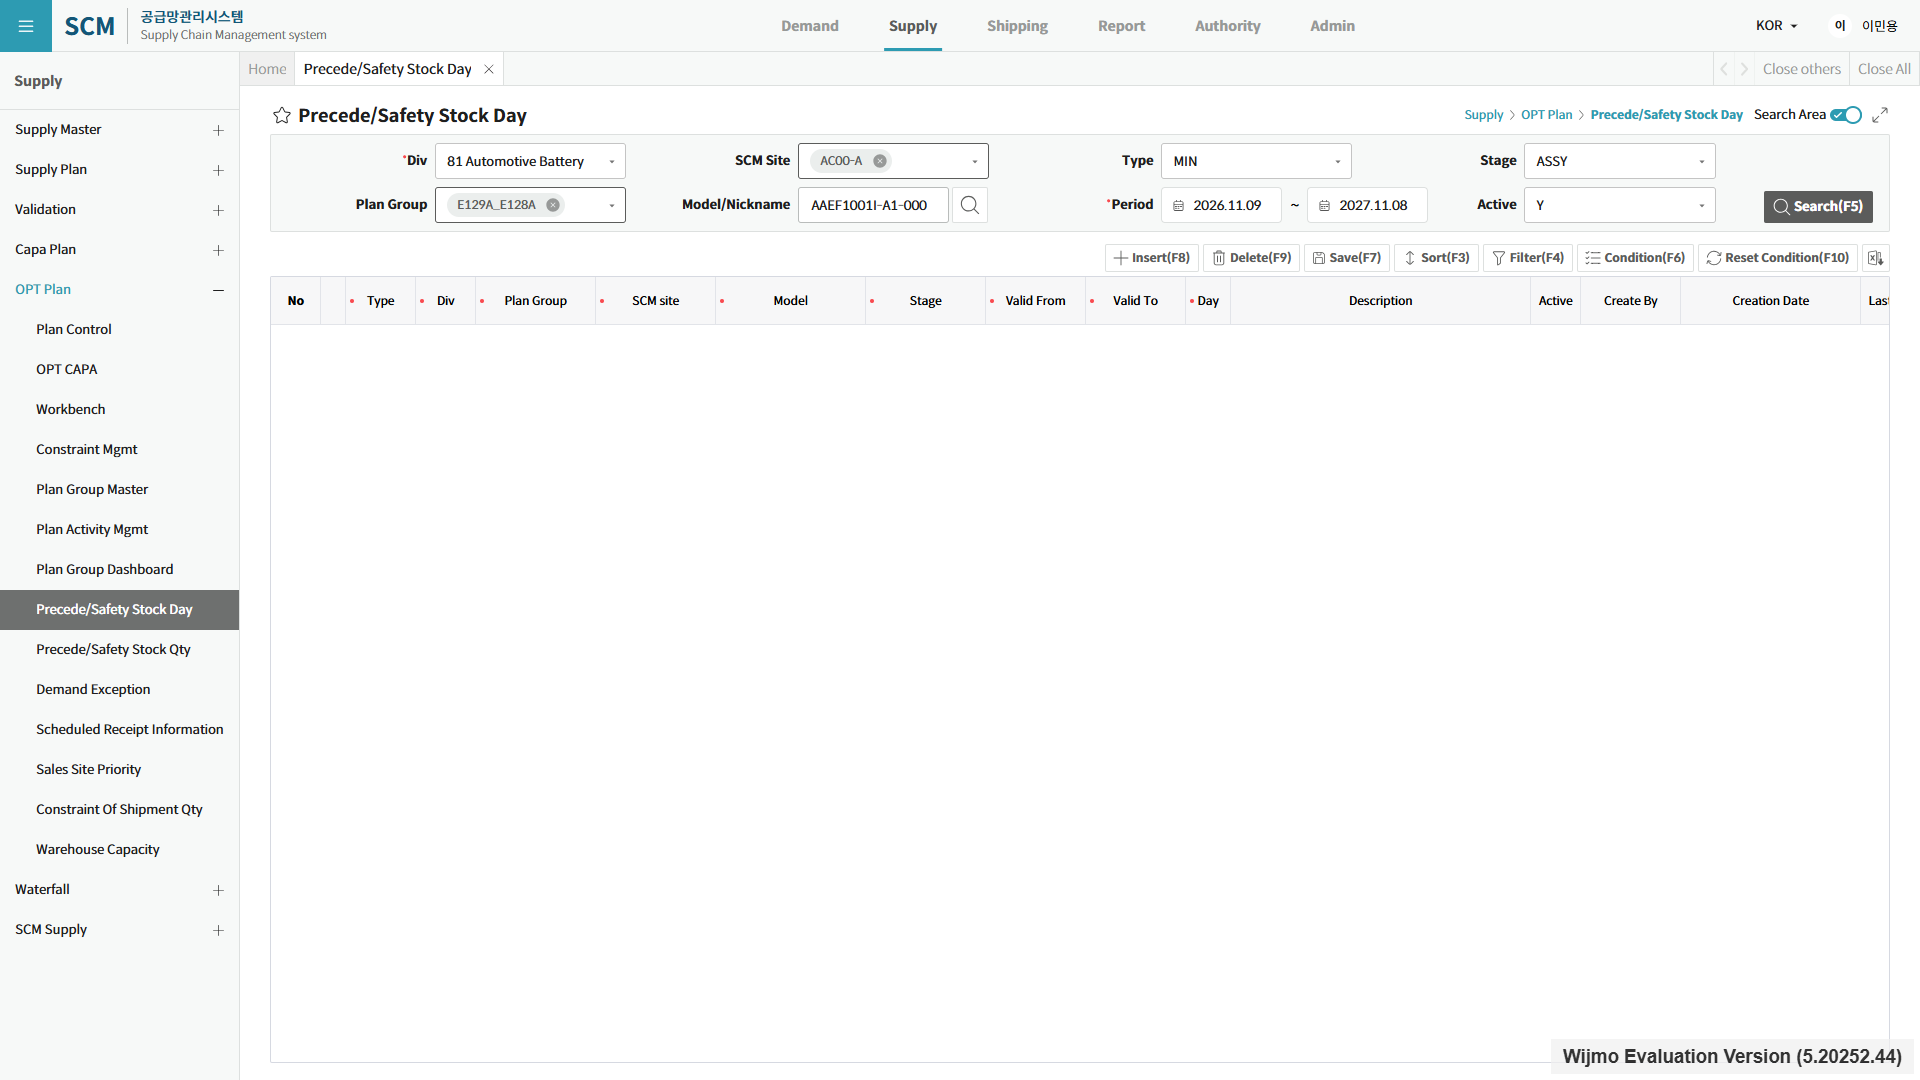 SCM 공급망관리시스템
Supply Chain Management system
Demand Supply Shipping Report Authority Admin
KOR 이 이민용
Supply
Home Precede/Safety Stock Day
Close others Close All
Precede/Safety Stock Day
Supply > OPT Plan > Precede/Safety Stock Day Search Area
*Div 81 Automotive Battery SCM Site AC00-A Type MIN Stage ASSY
Plan Group E129A_E128A Model/Nickname AAEF1001I-A1-000 *Period 2026.11.09 ~ 2027.11.08 Active Y Search(F5)
Insert(F8) Delete(F9) Save(F7) Sort(F3) Filter(F4) Condition(F6) Reset Condition(F10)
No Type Div Plan Group SCM site Model Stage Valid From Valid To Day Description Active Create By Creation Date Last
Supply Master
Supply Plan
Validation
Capa Plan
OPT Plan
Plan Control
OPT CAPA
Workbench
Constraint Mgmt
Plan Group Master
Plan Activity Mgmt
Plan Group Dashboard
Precede/Safety Stock Day
Precede/Safety Stock Qty
Demand Exception
Scheduled Receipt Information
Sales Site Priority
Constraint Of Shipment Qty
Warehouse Capacity
Waterfall
SCM Supply
Wijmo Evaluation Version (5.20252.44)